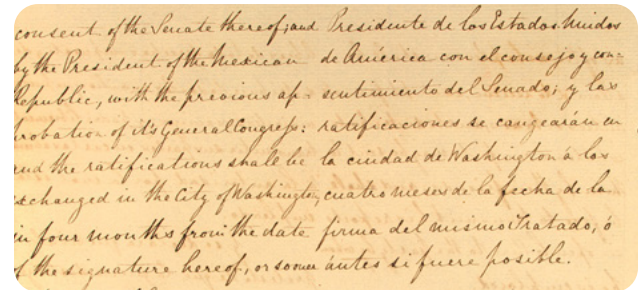 consent of the Senate thereof; and
by the President of the Mexican
Republic, with the previous ap-
probation of it's General Congress:
and the ratifications shall be
exchanged in the City of Washington,
in four months from the date
of the signature hereof, or sooner
Presidente de los Estados Unidos
de América con el consejo y con-
sentimiento del Senado; y las
ratificaciones se cangearán en
la ciudad de Washington á los
cuatro meses de la fecha de la
firma del mismo Tratado, ó
ántes si fuere posible.